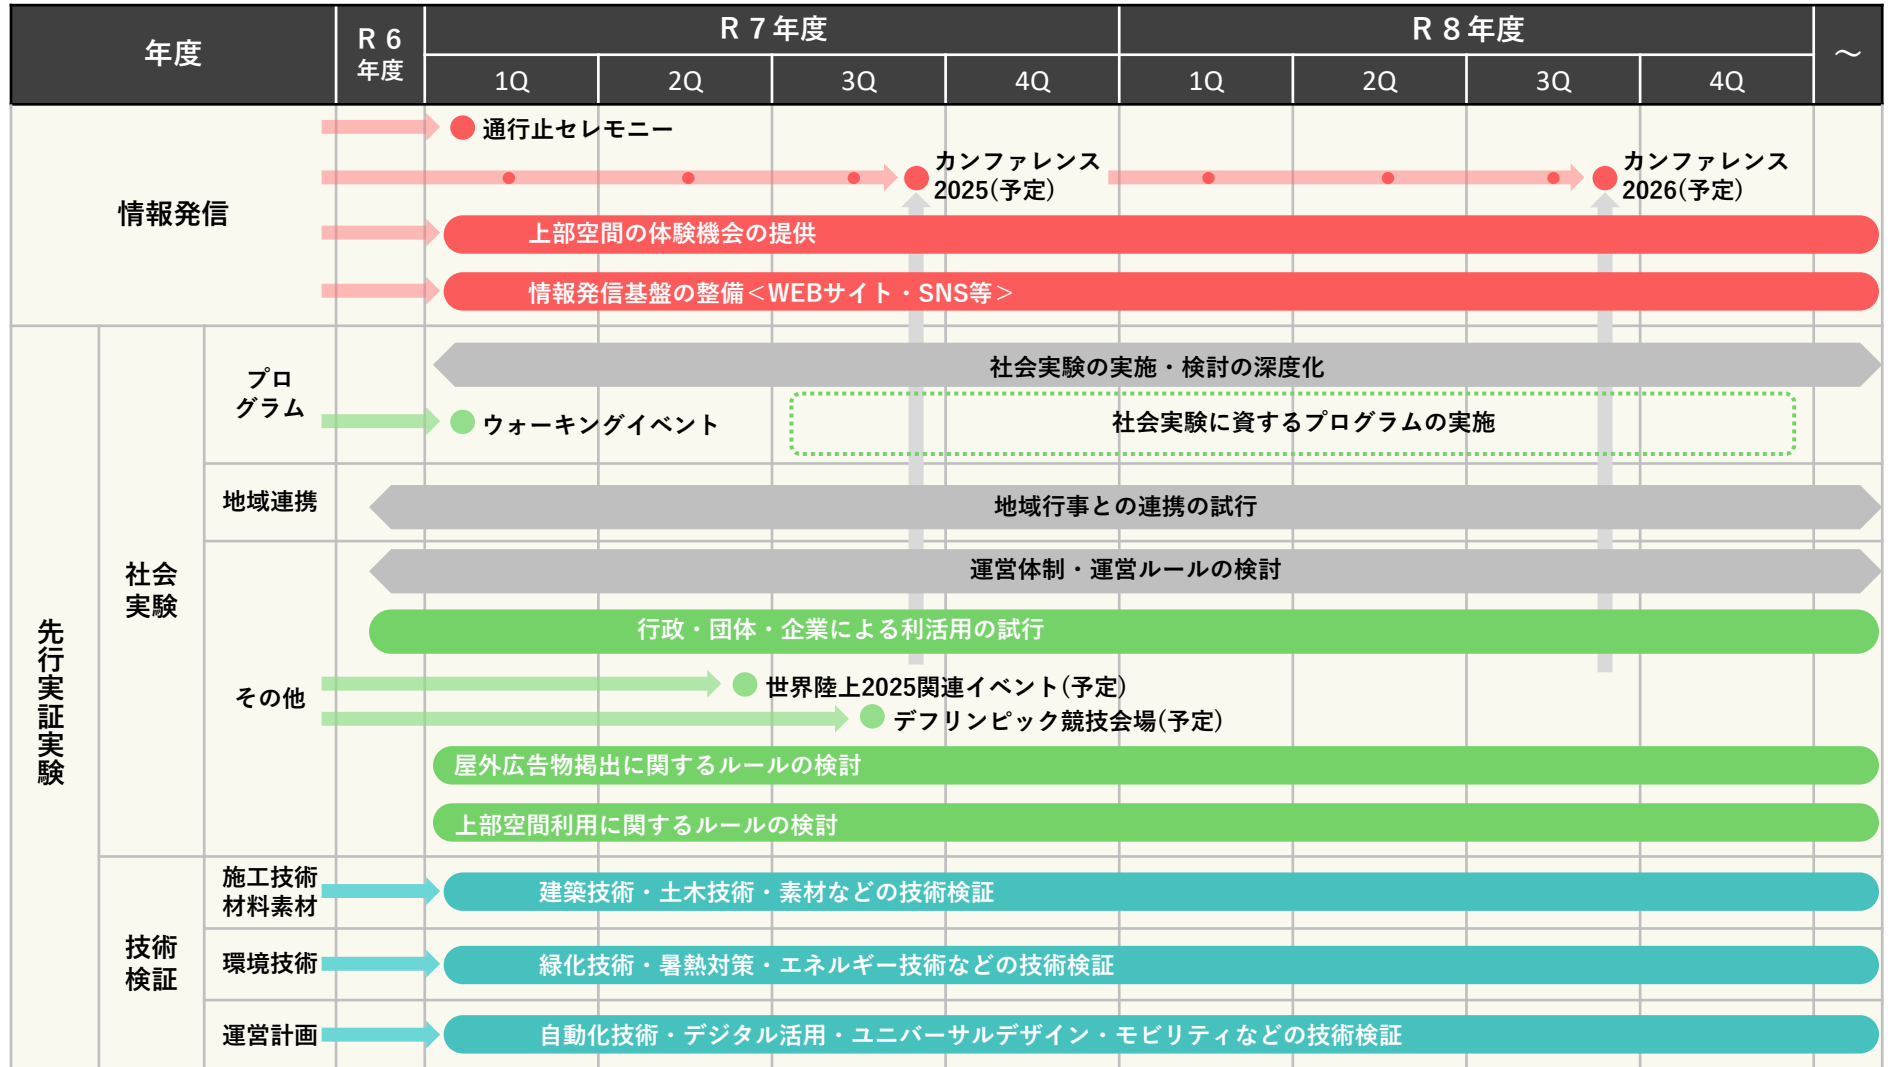 年度
Ｒ６
年度
Ｒ７年度
Ｒ８年度
～
1Q
2Q
3Q
4Q
1Q
2Q
3Q
4Q
情報発信
通行止セレモニー
カンファレンス
2025(予定)
カンファレンス
2026(予定)
上部空間の体験機会の提供
情報発信基盤の整備＜WEBサイト・SNS等＞
先行実証実験
社会
実験
プロ
グラム
社会実験の実施・検討の深度化
ウォーキングイベント
社会実験に資するプログラムの実施
地域連携
地域行事との連携の試行
その他
運営体制・運営ルールの検討
行政・団体・企業による利活用の試行
世界陸上2025関連イベント(予定)
デフリンピック競技会場(予定)
屋外広告物掲出に関するルールの検討
上部空間利用に関するルールの検討
技術
検証
施工技術
材料素材
建築技術・土木技術・素材などの技術検証
環境技術
緑化技術・暑熱対策・エネルギー技術などの技術検証
運営計画
自動化技術・デジタル活用・ユニバーサルデザイン・モビリティなどの技術検証